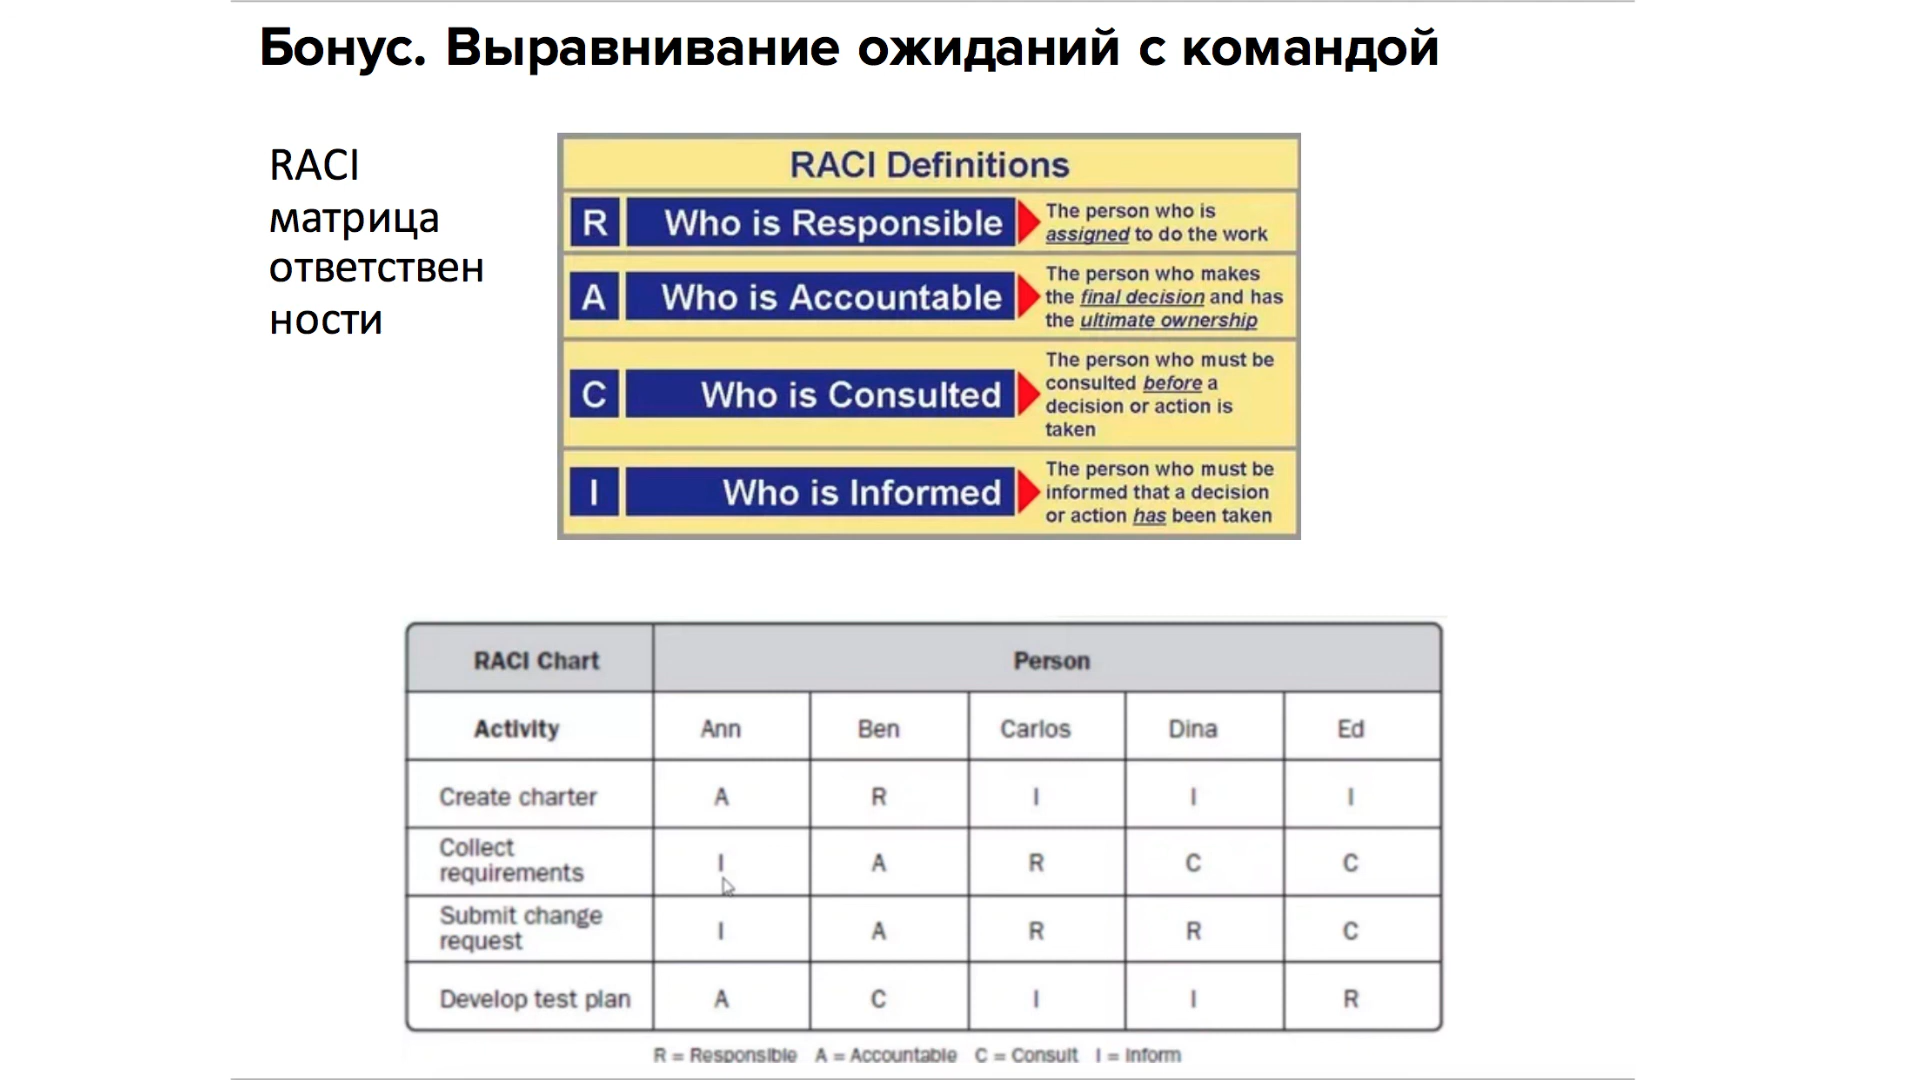 Бонус. Выравнивание ожиданий с командой
RACI
матрица
ответствен
ности
RACI Definitions
R Who is Responsible The person who is
assigned to do the work
A Who is Accountable The person who makes
the final decision and has
the ultimate ownership
C Who is Consulted The person who must be
consulted before a
decision or action is
taken
I Who is Informed The person who must be
informed that a decision
or action has been taken
RACI Chart Person
Activity Ann Ben Carlos Dina Ed
Create charter A R I I I
Collect
requirements I A R C C
Submit change
request I A R R C
Develop test plan A C I I R
R = Responsible A = Accountable C = Consult I = Inform